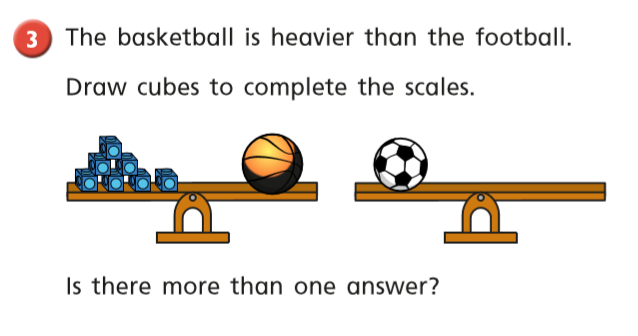 3 The basketball is heavier than the football.
Draw cubes to complete the scales.
Is there more than one answer?